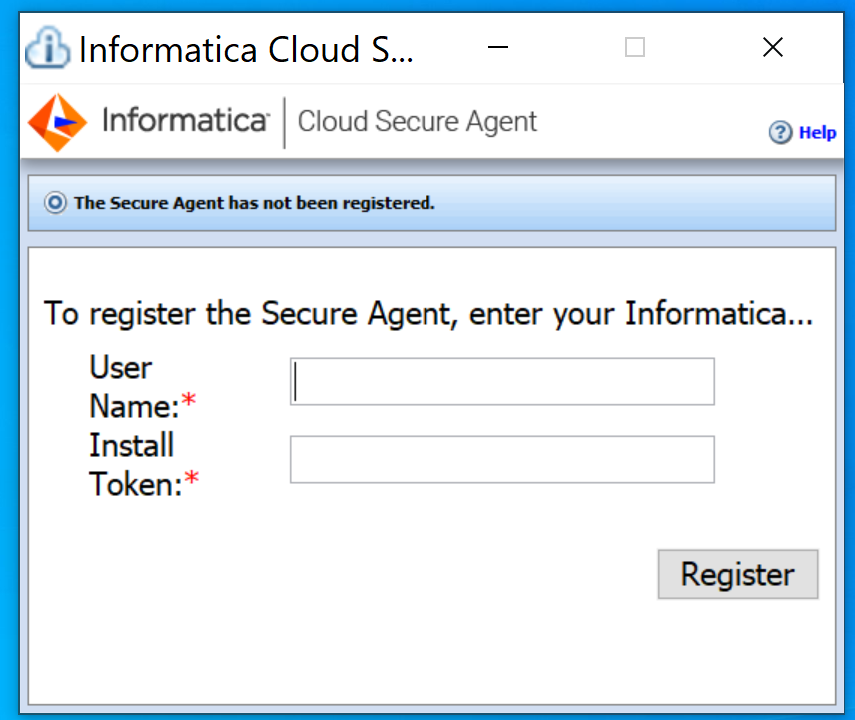 Informatica Cloud S...
Informatica Cloud Secure Agent
? Help
The Secure Agent has not been registered.
To register the Secure Agent, enter your Informatica...
User
Name:*
Install
Token:*
Register